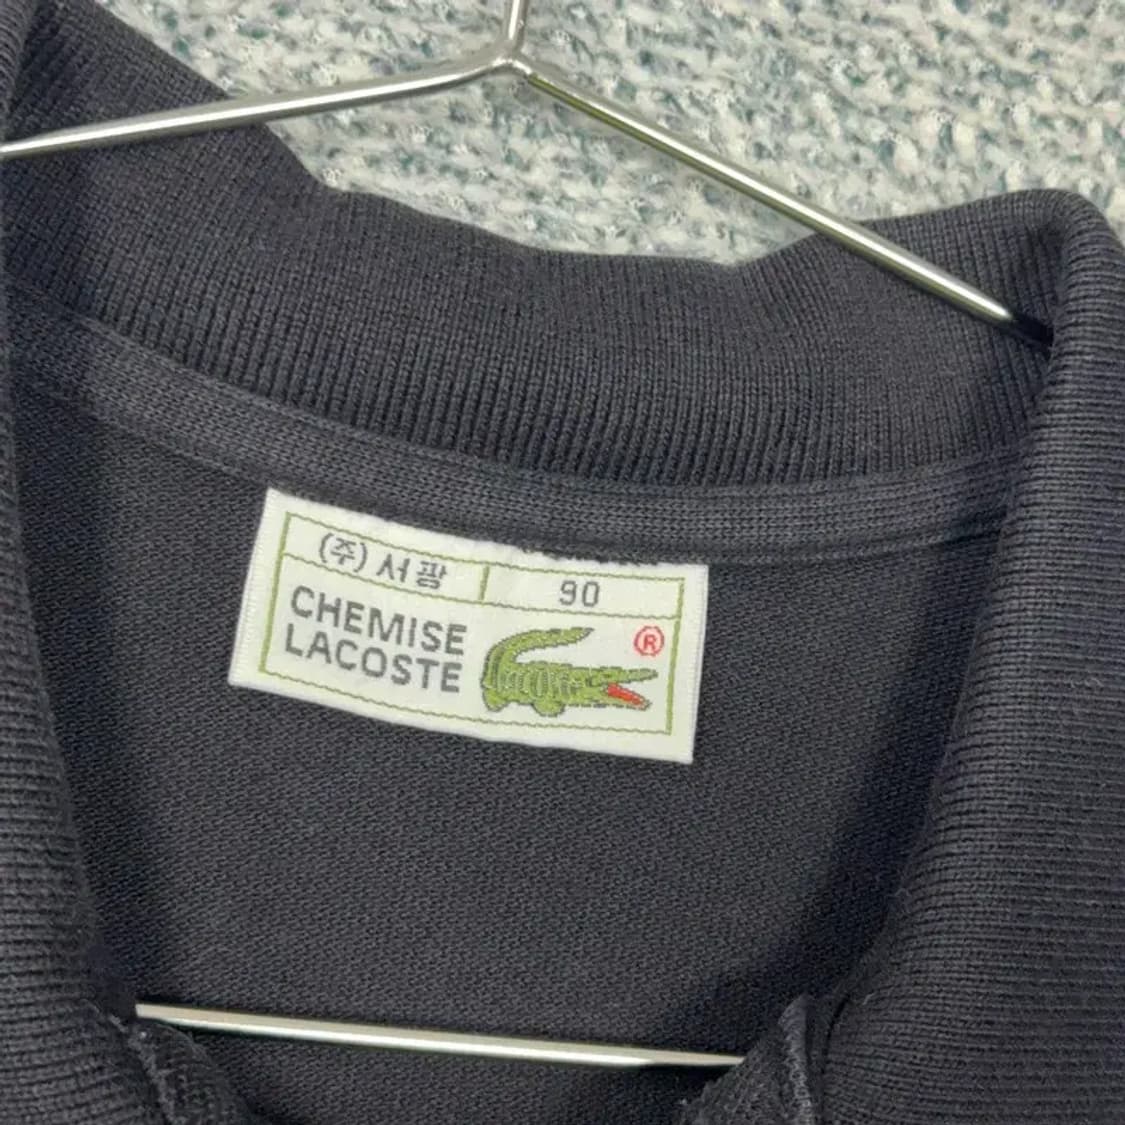 (주)서광
90
CHEMISE
LACOSTE
®